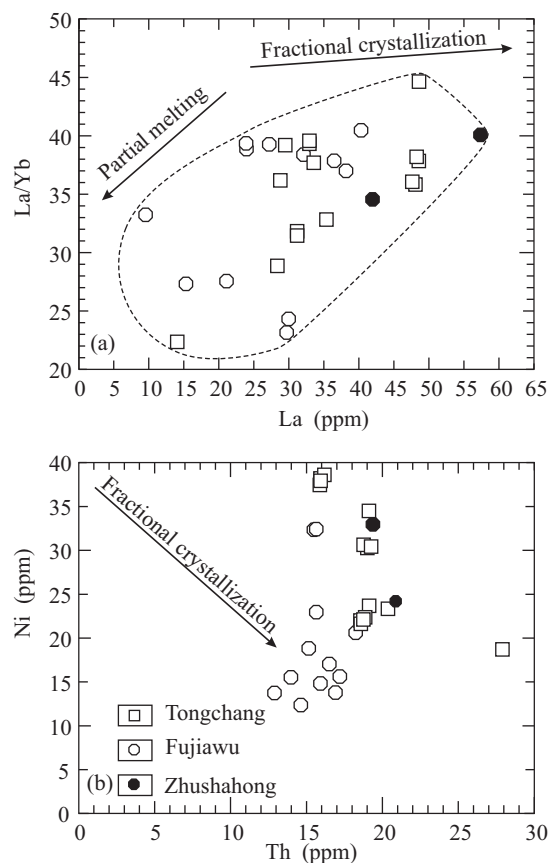 50
Fractional crystallization
45
Partial melting
40
La/Yb
35
30
25
(a)
20
0 5 10 15 20 25 30 35 40 45 50 55 60 65
La (ppm)
40
Fractional crystallization
35
30
25
Ni (ppm)
20
15
Tongchang
10
Fujiawu
5
(b)
Zhushahong
0
0 5 10 15 20 25 30
Th (ppm)